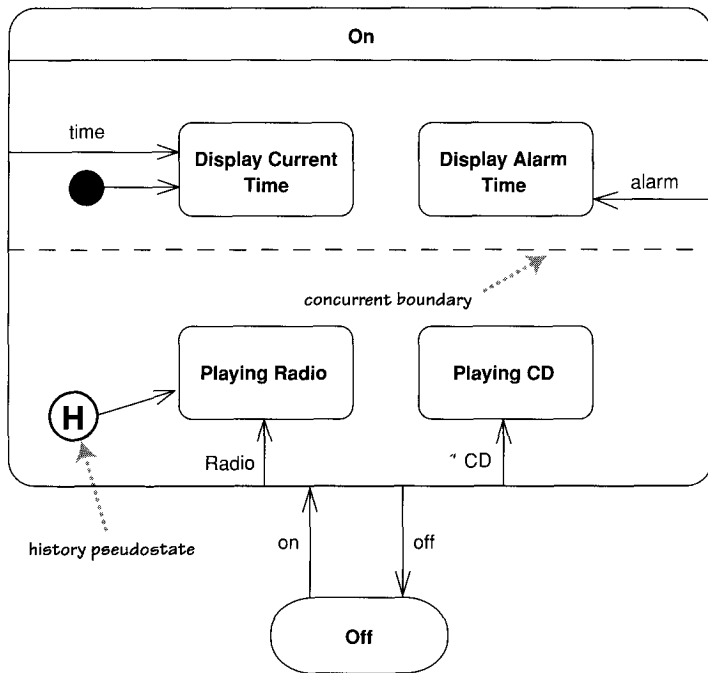 On
time
Display Current
Time
Display Alarm
Time
alarm
concurrent boundary
Playing Radio
Playing CD
H
Radio
" CD
history pseudostate
on
off
Off